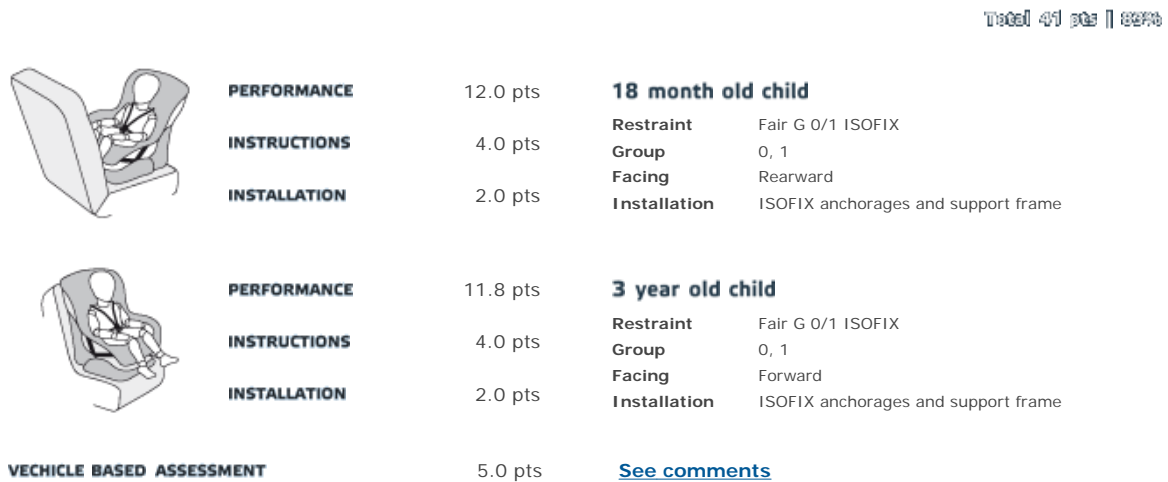 Total 41 pts | 83%
PERFORMANCE 12.0 pts
INSTRUCTIONS 4.0 pts
INSTALLATION 2.0 pts
18 month old child
Restraint Fair G 0/1 ISOFIX
Group 0, 1
Facing Rearward
Installation ISOFIX anchorages and support frame
PERFORMANCE 11.8 pts
INSTRUCTIONS 4.0 pts
INSTALLATION 2.0 pts
3 year old child
Restraint Fair G 0/1 ISOFIX
Group 0, 1
Facing Forward
Installation ISOFIX anchorages and support frame
VECHICLE BASED ASSESSMENT 5.0 pts See comments